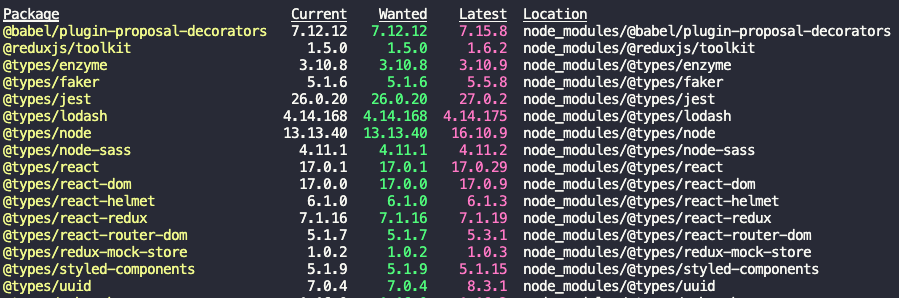 Package Current Wanted Latest Location
@babel/plugin-proposal-decorators 7.12.12 7.12.12 7.15.8 node_modules/@babel/plugin-proposal-decorators
@reduxjs/toolkit 1.5.0 1.5.0 1.6.2 node_modules/@reduxjs/toolkit
@types/enzyme 3.10.8 3.10.8 3.10.9 node_modules/@types/enzyme
@types/faker 5.1.6 5.1.6 5.5.8 node_modules/@types/faker
@types/jest 26.0.20 26.0.20 27.0.2 node_modules/@types/jest
@types/lodash 4.14.168 4.14.168 4.14.175 node_modules/@types/lodash
@types/node 13.13.40 13.13.40 16.10.9 node_modules/@types/node
@types/node-sass 4.11.1 4.11.1 4.11.2 node_modules/@types/node-sass
@types/react 17.0.1 17.0.1 17.0.29 node_modules/@types/react
@types/react-dom 17.0.0 17.0.0 17.0.9 node_modules/@types/react-dom
@types/react-helmet 6.1.0 6.1.0 6.1.3 node_modules/@types/react-helmet
@types/react-redux 7.1.16 7.1.16 7.1.19 node_modules/@types/react-redux
@types/react-router-dom 5.1.7 5.1.7 5.3.1 node_modules/@types/react-router-dom
@types/redux-mock-store 1.0.2 1.0.2 1.0.3 node_modules/@types/redux-mock-store
@types/styled-components 5.1.9 5.1.9 5.1.15 node_modules/@types/styled-components
@types/uuid 7.0.4 7.0.4 8.3.1 node_modules/@types/uuid